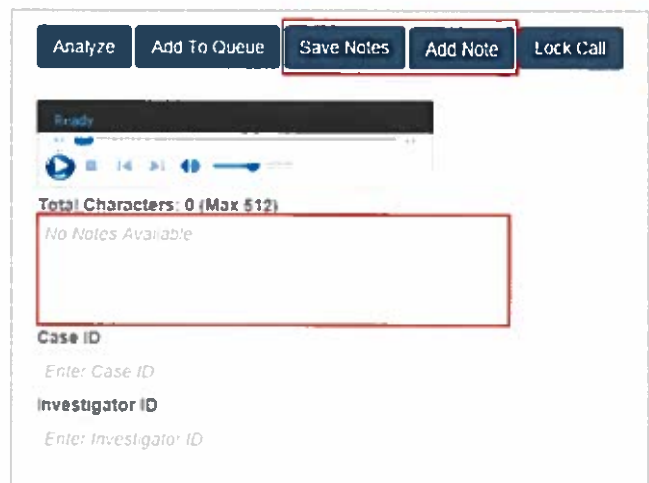 Analyze Add To Queue Save Notes Add Note Lock Call
Ready
Total Characters: 0 (Max 512)
No Notes Available
Case ID
Enter Case ID
Investigator ID
Enter Investigator ID